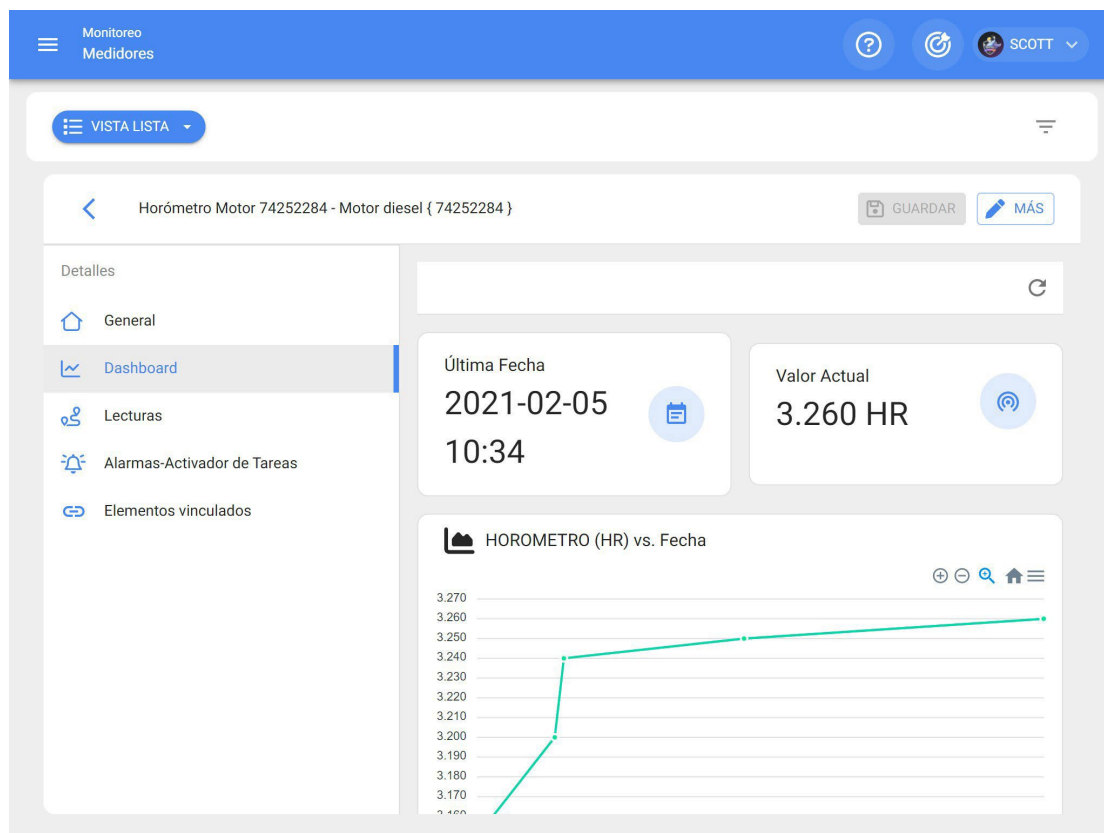 Monitoreo
Medidores
SCOTT
VISTA LISTA
Horómetro Motor 74252284 - Motor diesel { 74252284 }
GUARDAR
MÁS
Detalles
General
Dashboard
Lecturas
Alarmas-Activador de Tareas
Elementos vinculados
Última Fecha
2021-02-05
10:34
Valor Actual
3.260 HR
HOROMETRO (HR) vs. Fecha
3.270
3.260
3.250
3.240
3.230
3.220
3.210
3.200
3.190
3.180
3.170